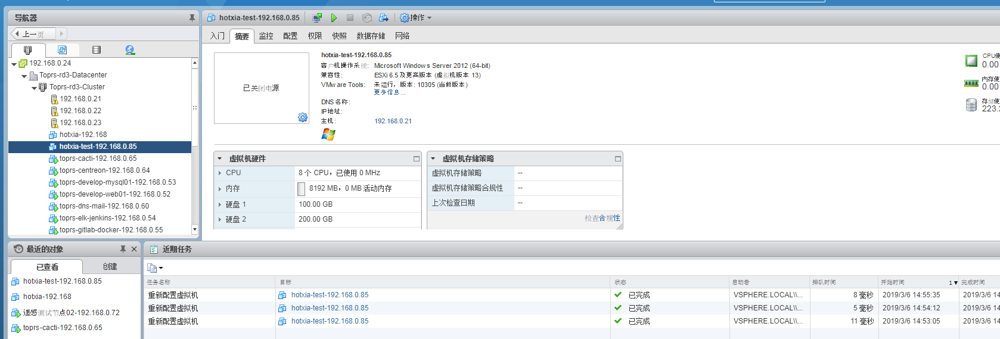 导航器
上一页
192.168.0.24
Toprs-rd3-Datacenter
Toprs-rd3-Cluster
192.168.0.21
192.168.0.22
192.168.0.23
hotxia-192.168
hotxia-test-192.168.0.85
toprs-cacti-192.168.0.65
toprs-centreon-192.168.0.64
toprs-develop-mysql01-192.168.0.53
toprs-develop-web01-192.168.0.52
toprs-dns-mail-192.168.0.60
toprs-elk-jenkins-192.168.0.54
toprs-gitlab-docker-192.168.0.55
hotxia-test-192.168.0.85 操作
入门 摘要 监控 配置 权限 快照 数据存储 网络
已关闭电源
hotxia-test-192.168.0.85
客户机操作系统: Microsoft Windows Server 2012 (64-bit)
兼容性: ESXi 6.5 及更高版本 (虚拟机版本 13)
VMware Tools: 未运行，版本: 10305 (当前版本)
更多信息...
DNS 名称:
IP 地址:
主机: 192.168.0.21
CPU使
0.00
内存使
0.00
存储使
223.2
虚拟机硬件
CPU 8 个 CPU，已使用 0 MHz
内存 8192 MB，0 MB 活动内存
硬盘 1 100.00 GB
硬盘 2 200.00 GB
虚拟机存储策略
虚拟机存储策略 --
虚拟机存储策略合规性 --
上次检查日期 --
检查合规性
最近的对象
已查看 创建
hotxia-test-192.168.0.85
hotxia-192.168
遥感测试节点02-192.168.0.72
toprs-cacti-192.168.0.65
近期任务
任务名称 目标 状态 启动者 排队时间 开始时间 1 完成时间
重新配置虚拟机 hotxia-test-192.168.0.85 已完成 VSPHERE.LOCAL\\... 8 毫秒 2019/3/6 14:55:35 2019/3/6 14
重新配置虚拟机 hotxia-test-192.168.0.85 已完成 VSPHERE.LOCAL\\... 5 毫秒 2019/3/6 14:54:12 2019/3/6 14
重新配置虚拟机 hotxia-test-192.168.0.85 已完成 VSPHERE.LOCAL\\... 11 毫秒 2019/3/6 14:53:05 2019/3/6 14